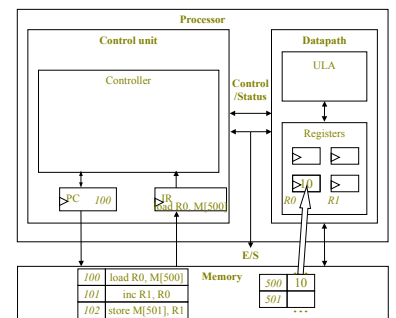 Processor
Control unit
Datapath
ULA
Controller
Control
/Status
Registers
10
R0 R1
PC 100
IR
load R0, M[500]
E/S
Memory
100 load R0, M[500]
101 inc R1, R0
102 store M[501], R1
500 10
501
...